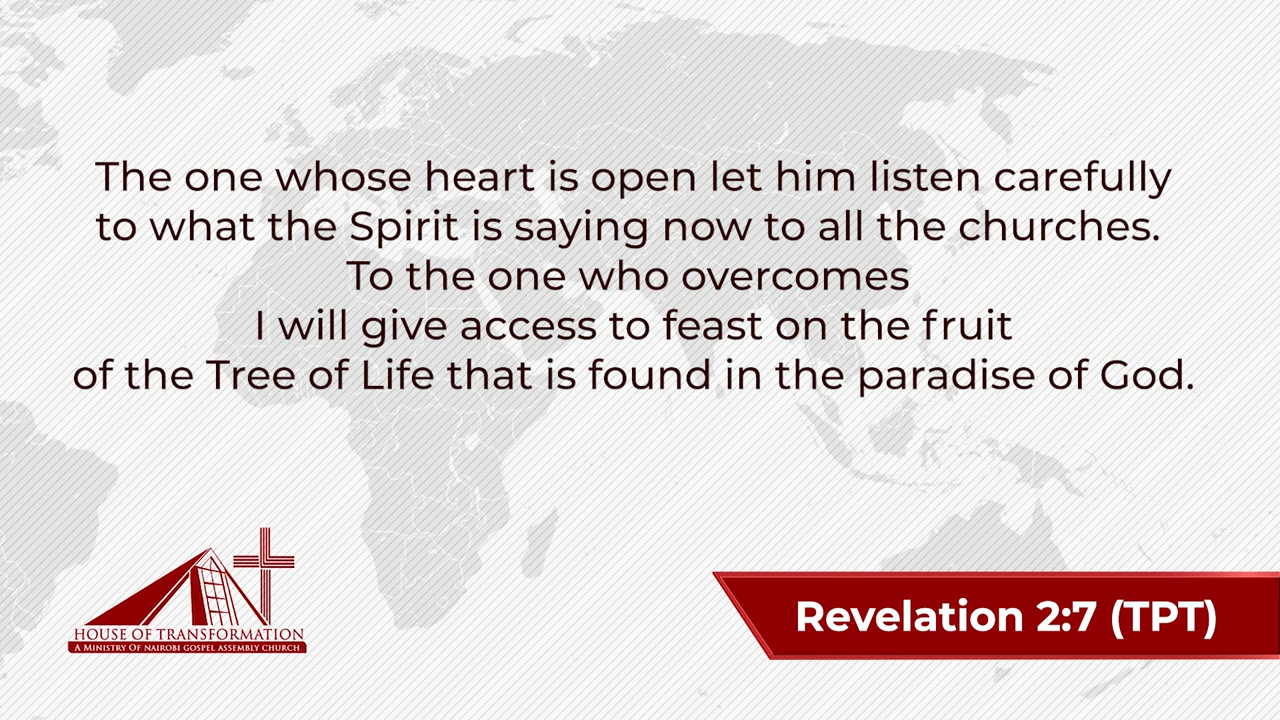 The one whose heart is open let him listen carefully
to what the Spirit is saying now to all the churches.
To the one who overcomes
I will give access to feast on the fruit
of the Tree of Life that is found in the paradise of God.
HOUSE OF TRANSFORMATION
A MINISTRY OF NAIROBI GOSPEL ASSEMBLY CHURCH
Revelation 2:7 (TPT)